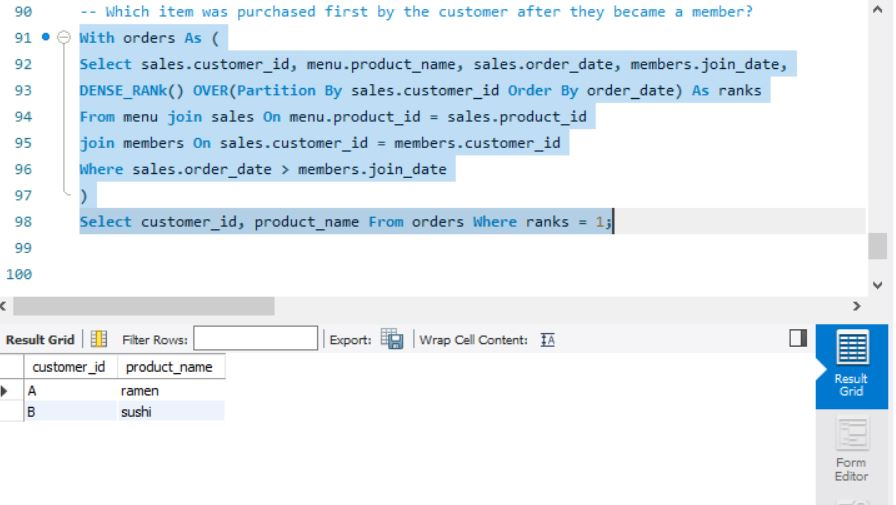 90 -- Which item was purchased first by the customer after they became a member?
91 With orders As (
92 Select sales.customer_id, menu.product_name, sales.order_date, members.join_date,
93 DENSE_RANk() OVER(Partition By sales.customer_id Order By order_date) As ranks
94 From menu join sales On menu.product_id = sales.product_id
95 join members On sales.customer_id = members.customer_id
96 Where sales.order_date > members.join_date
97 )
98 Select customer_id, product_name From orders Where ranks = 1;
99
100
Result Grid Filter Rows: Export: Wrap Cell Content: IA
customer_id product_name
A ramen
B sushi
Result
Grid
Form
Editor